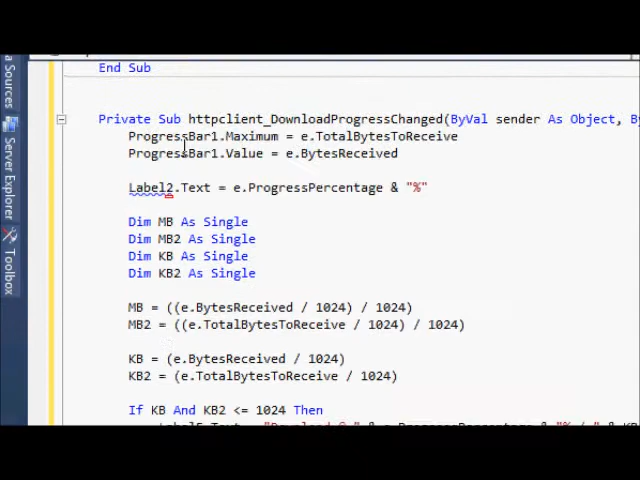 End Sub
Private Sub httpclient_DownloadProgressChanged(ByVal sender As Object,
ProgressBar1.Maximum = e.TotalBytesToReceive
ProgressBar1.Value = e.BytesReceived
Label2.Text = e.ProgressPercentage & "%"
Dim MB As Single
Dim MB2 As Single
Dim KB As Single
Dim KB2 As Single
MB = ((e.BytesReceived / 1024) / 1024)
MB2 = ((e.TotalBytesToReceive / 1024) / 1024)
KB = (e.BytesReceived / 1024)
KB2 = (e.TotalBytesToReceive / 1024)
If KB And KB2 <= 1024 Then
Server Explorer
Toolbox